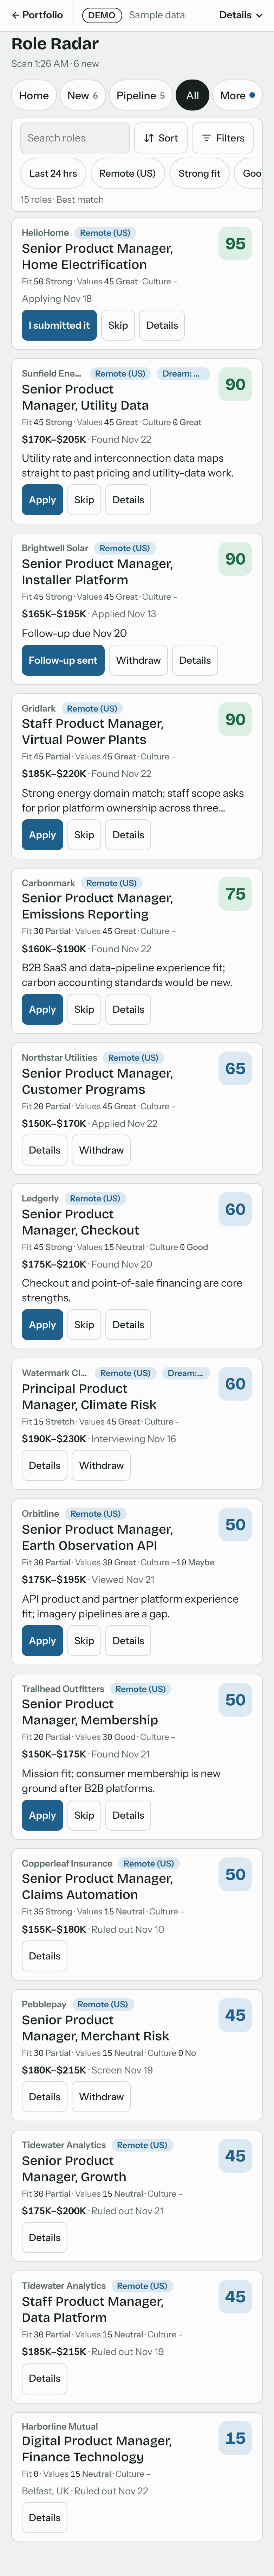 ← Portfolio DEMO Sample data Details
Role Radar
Scan 1:26 AM · 6 new
Home New 6 Pipeline 5 All More
Search roles Sort Filters
Last 24 hrs Remote (US) Strong fit Goo
15 roles · Best match
HelioHome Remote (US) 95
Senior Product Manager,
Home Electrification
Fit 50 Strong · Values 45 Great · Culture –
Applying Nov 18
I submitted it Skip Details
Sunfield Ene... Remote (US) Dream: ... 90
Senior Product
Manager, Utility Data
Fit 45 Strong · Values 45 Great · Culture 0 Great
$170K–$205K · Found Nov 22
Utility rate and interconnection data maps
straight to past pricing and utility-data work.
Apply Skip Details
Brightwell Solar Remote (US) 90
Senior Product Manager,
Installer Platform
Fit 45 Strong · Values 45 Great · Culture –
$165K–$195K · Applied Nov 13
Follow-up due Nov 20
Follow-up sent Withdraw Details
Gridlark Remote (US) 90
Staff Product Manager,
Virtual Power Plants
Fit 45 Partial · Values 45 Great · Culture –
$185K–$220K · Found Nov 22
Strong energy domain match; staff scope asks
for prior platform ownership across three...
Apply Skip Details
Carbonmark Remote (US) 75
Senior Product Manager,
Emissions Reporting
Fit 30 Partial · Values 45 Great · Culture –
$160K–$190K · Found Nov 22
B2B SaaS and data-pipeline experience fit;
carbon accounting standards would be new.
Apply Skip Details
Northstar Utilities Remote (US) 65
Senior Product Manager,
Customer Programs
Fit 20 Partial · Values 45 Great · Culture –
$150K–$170K · Applied Nov 22
Details Withdraw
Ledgerly Remote (US) 60
Senior Product
Manager, Checkout
Fit 45 Strong · Values 15 Neutral · Culture 0 Good
$175K–$210K · Found Nov 20
Checkout and point-of-sale financing are core
strengths.
Apply Skip Details
Watermark Cl... Remote (US) Dream:... 60
Principal Product
Manager, Climate Risk
Fit 15 Stretch · Values 45 Great · Culture –
$190K–$230K · Interviewing Nov 16
Details Withdraw
Orbitline Remote (US) 50
Senior Product Manager,
Earth Observation API
Fit 30 Partial · Values 30 Great · Culture −10 Maybe
$175K–$195K · Viewed Nov 21
API product and partner platform experience
fit; imagery pipelines are a gap.
Apply Skip Details
Trailhead Outfitters Remote (US) 50
Senior Product
Manager, Membership
Fit 20 Partial · Values 30 Good · Culture –
$150K–$175K · Found Nov 21
Mission fit; consumer membership is new
ground after B2B platforms.
Apply Skip Details
Copperleaf Insurance Remote (US) 50
Senior Product Manager,
Claims Automation
Fit 35 Strong · Values 15 Neutral · Culture –
$155K–$180K · Ruled out Nov 10
Details
Pebblepay Remote (US) 45
Senior Product
Manager, Merchant Risk
Fit 30 Partial · Values 15 Neutral · Culture 0 No
$180K–$215K · Screen Nov 19
Details Withdraw
Tidewater Analytics Remote (US) 45
Senior Product
Manager, Growth
Fit 30 Partial · Values 15 Neutral · Culture –
$175K–$200K · Ruled out Nov 21
Details
Tidewater Analytics Remote (US) 45
Staff Product Manager,
Data Platform
Fit 30 Partial · Values 15 Neutral · Culture –
$185K–$215K · Ruled out Nov 19
Details
Harborline Mutual 15
Digital Product Manager,
Finance Technology
Fit 0 · Values 15 Neutral · Culture –
Belfast, UK · Ruled out Nov 22
Details